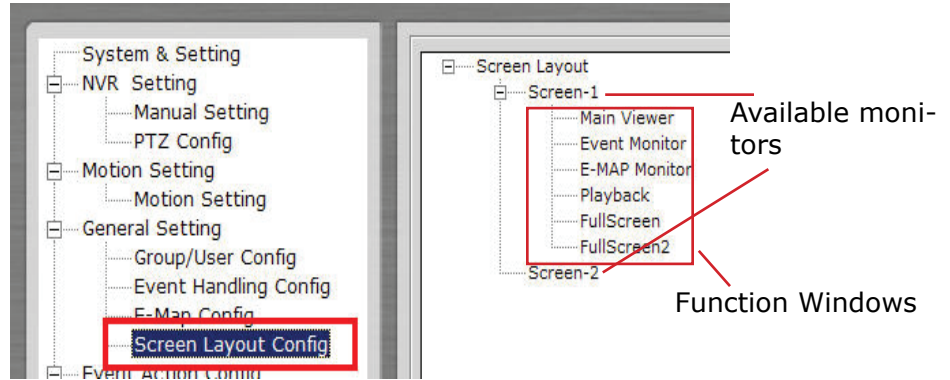 System & Setting
NVR Setting
Manual Setting
PTZ Config
Motion Setting
Motion Setting
General Setting
Group/User Config
Event Handling Config
E-Map Config
Screen Layout Config
Event Action Config
Screen Layout
Screen-1
Main Viewer
Event Monitor
E-MAP Monitor
Playback
FullScreen
FullScreen2
Screen-2
Available moni-
tors
Function Windows